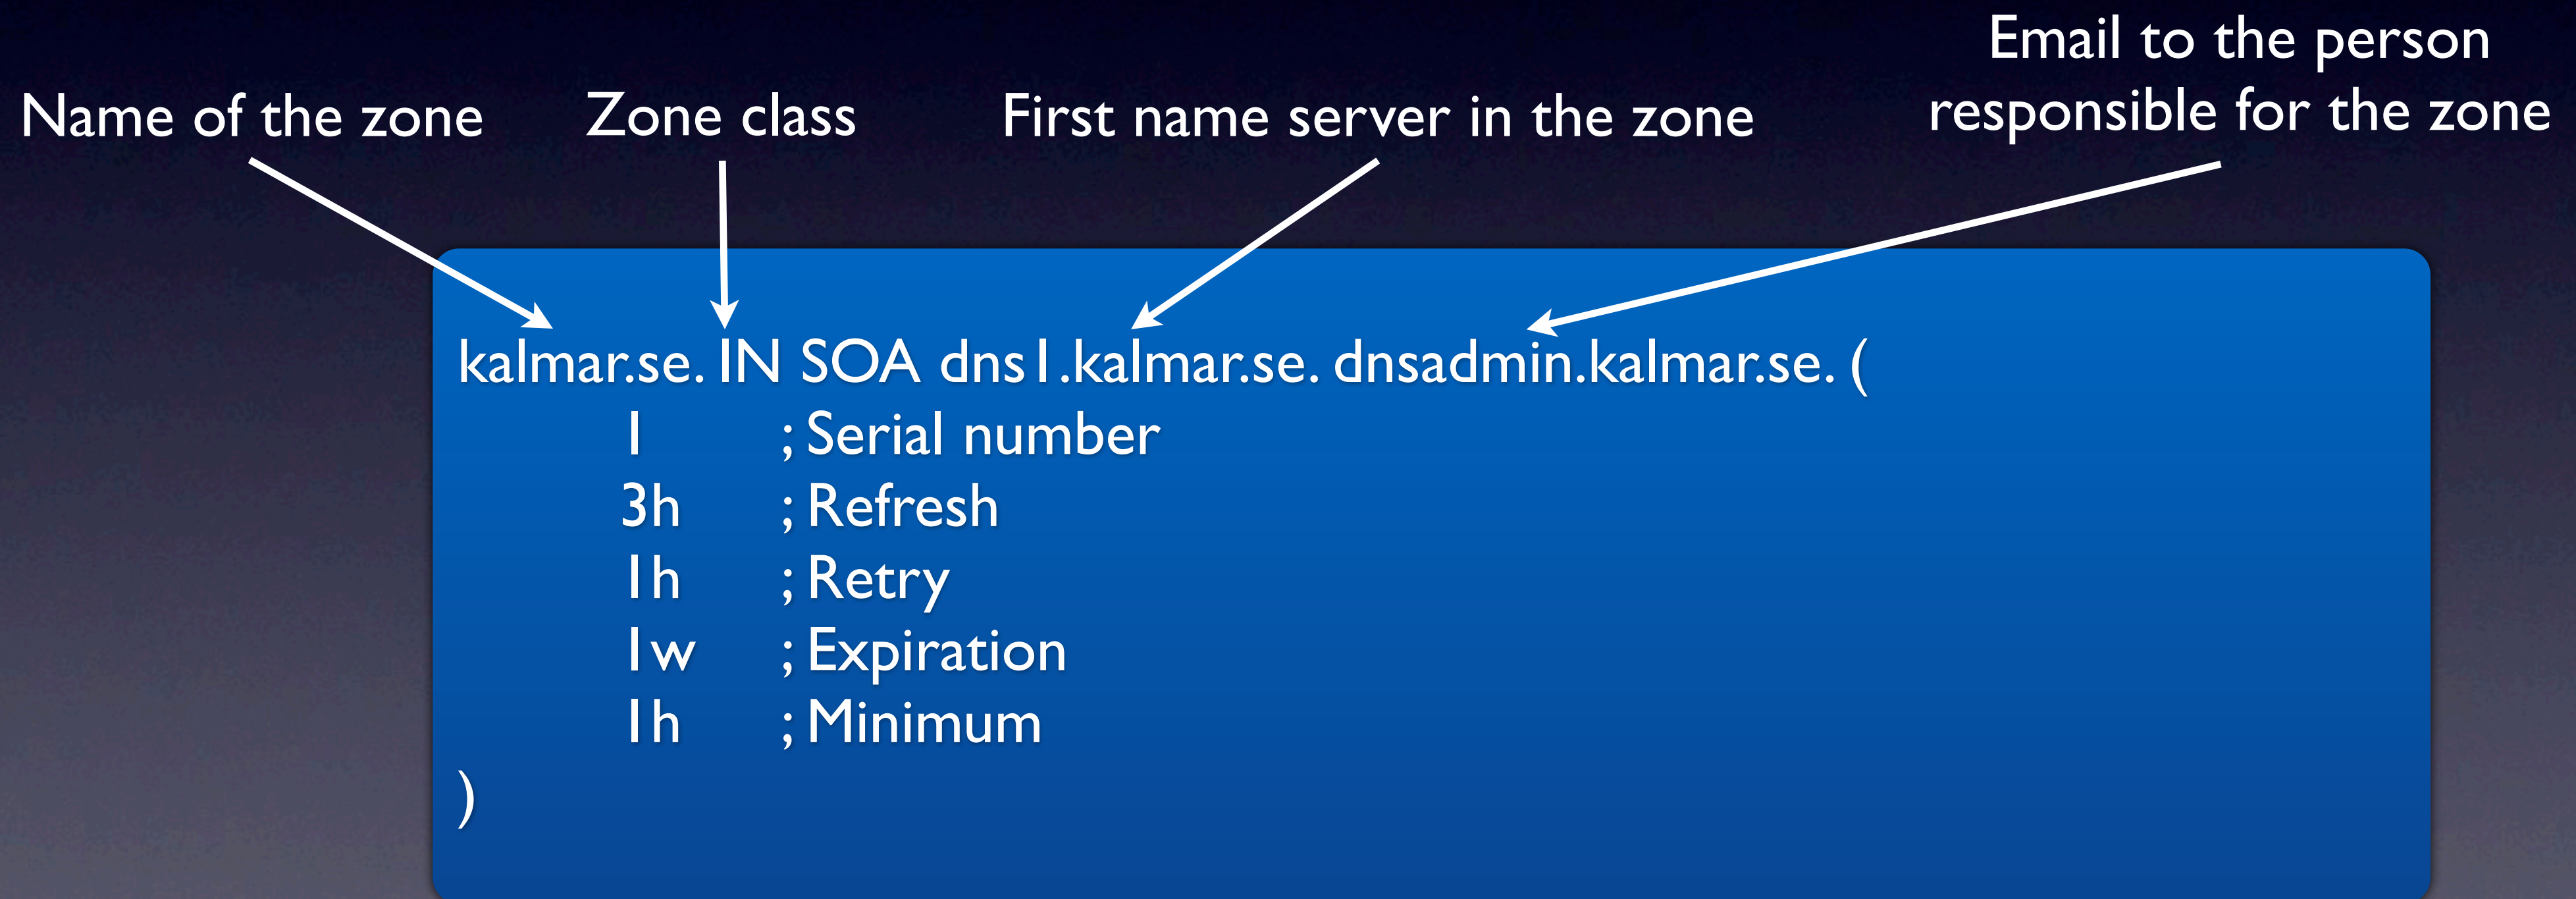 Name of the zone
Zone class
First name server in the zone
Email to the person
responsible for the zone
kalmar.se. IN SOA dns1.kalmar.se. dnsadmin.kalmar.se. (
1 ; Serial number
3h ; Refresh
1h ; Retry
1w ; Expiration
1h ; Minimum
)